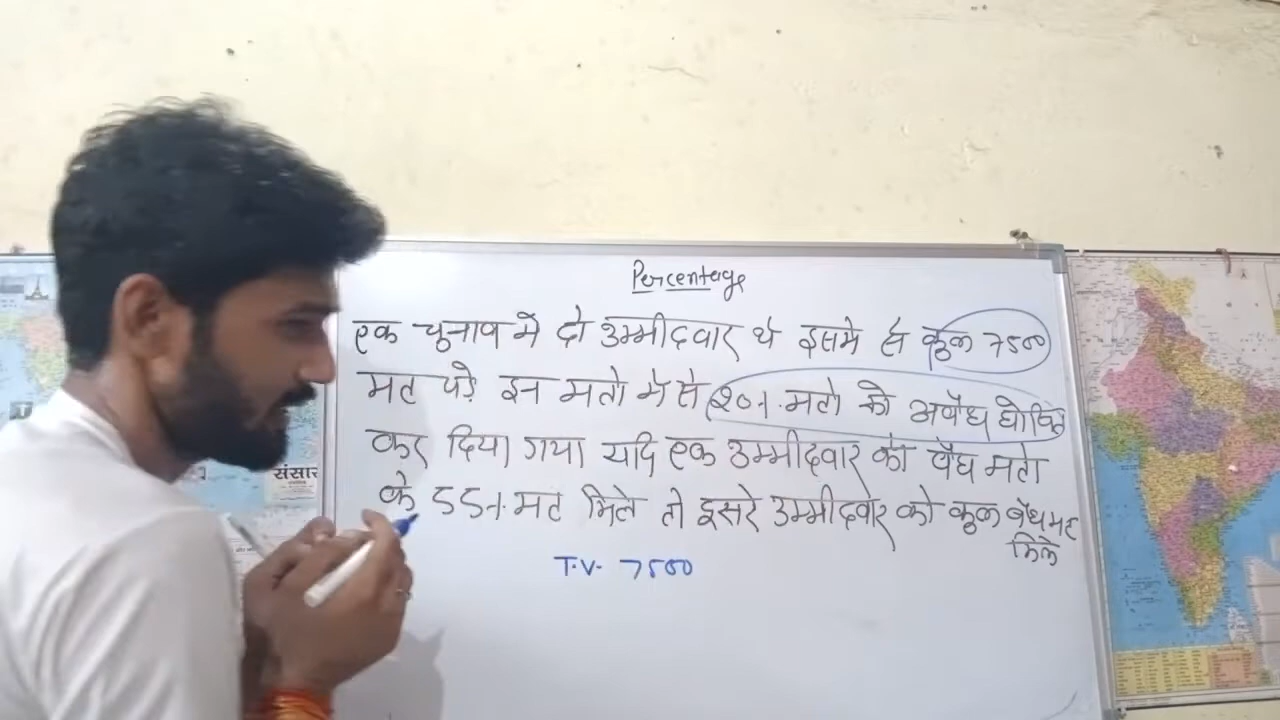 Percentage
एक चुनाव में दो उम्मीदवार थे इसमे से कुल 7500
मत पड़े इन मतो में से 20% मतो को अवैध घोषित
कर दिया गया यदि एक उम्मीदवार को वैध मतो
के 55% मत मिले तो दूसरे उम्मीदवार को कुल वैध मत
मिले
T.V. 7500
संसार